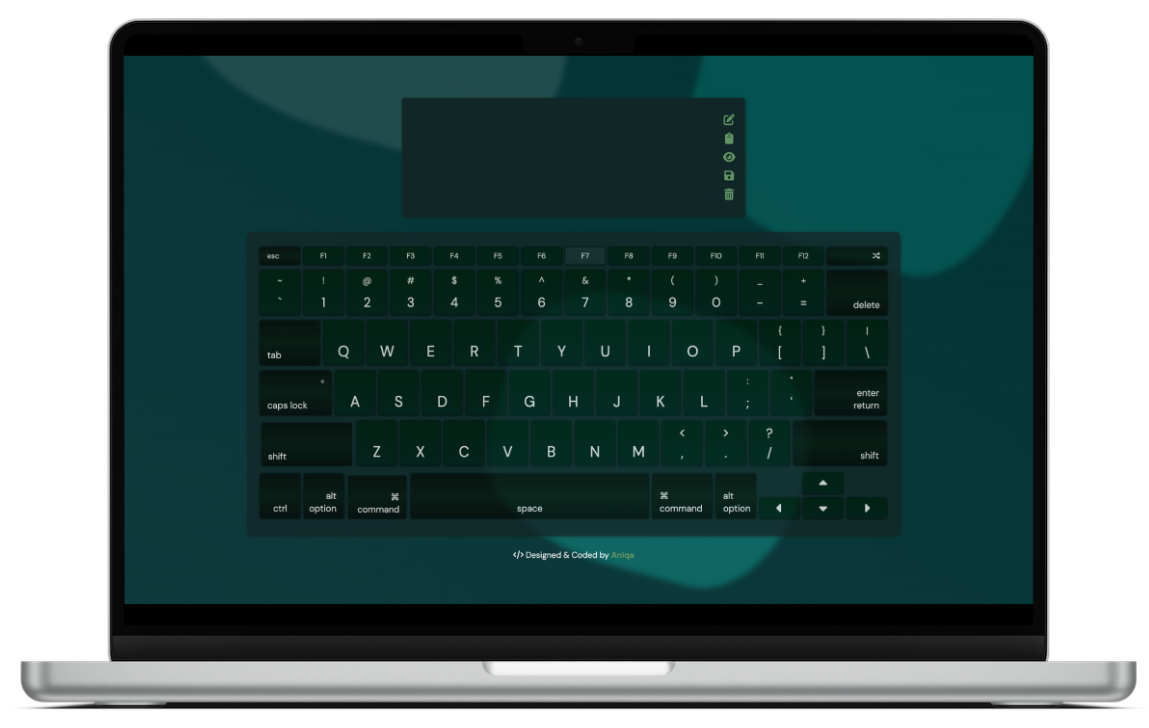 esc F1 F2 F3 F4 F5 F6 F7 F8 F9 F10 F11 F12
~ ! @ # $ % ^ & * ( ) _ +
` 1 2 3 4 5 6 7 8 9 0 - = delete
{ } |
tab Q W E R T Y U I O P [ ] \
: " enter
caps lock A S D F G H J K L ; ' return
< > ?
shift Z X C V B N M , . / shift
alt ⌘ ⌘ alt
ctrl option command space command option
</> Designed & Coded by Aniqa